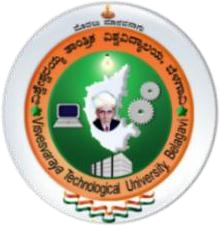 ವಿಶ್ವೇಶ್ವರಯ್ಯ ತಾಂತ್ರಿಕ ವಿಶ್ವವಿದ್ಯಾಲಯ, ಬೆಳಗಾವಿ
Visvesvaraya Technological University, Belagavi